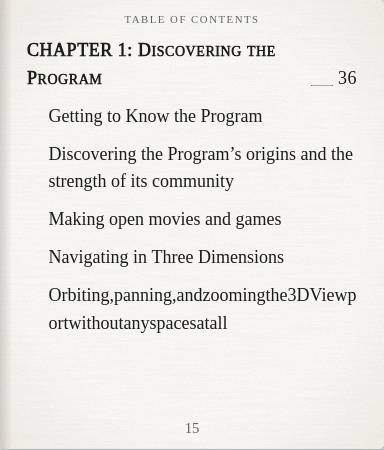 TABLE OF CONTENTS
CHAPTER 1: DISCOVERING THE
PROGRAM 36
Getting to Know the Program
Discovering the Program’s origins and the
strength of its community
Making open movies and games
Navigating in Three Dimensions
Orbiting,panning,andzoomingthe3DViewp
ortwithoutanyspacesatall
15